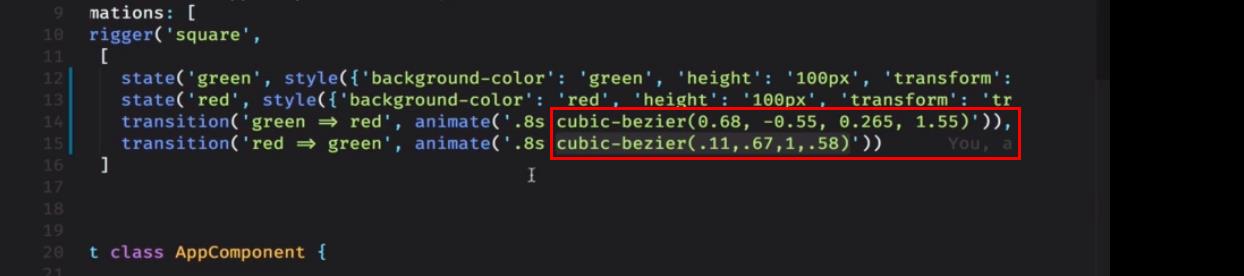 9 mations: [
10 rigger('square',
11 [
12 state('green', style({'background-color': 'green', 'height': '100px', 'transform':
13 state('red', style({'background-color': 'red', 'height': '100px', 'transform': 'tr
14 transition('green => red', animate('.8s cubic-bezier(0.68, -0.55, 0.265, 1.55)')),
15 transition('red => green', animate('.8s cubic-bezier(.11,.67,1,.58)')) You, a
16 ]
17
18
19
20 t class AppComponent {
21